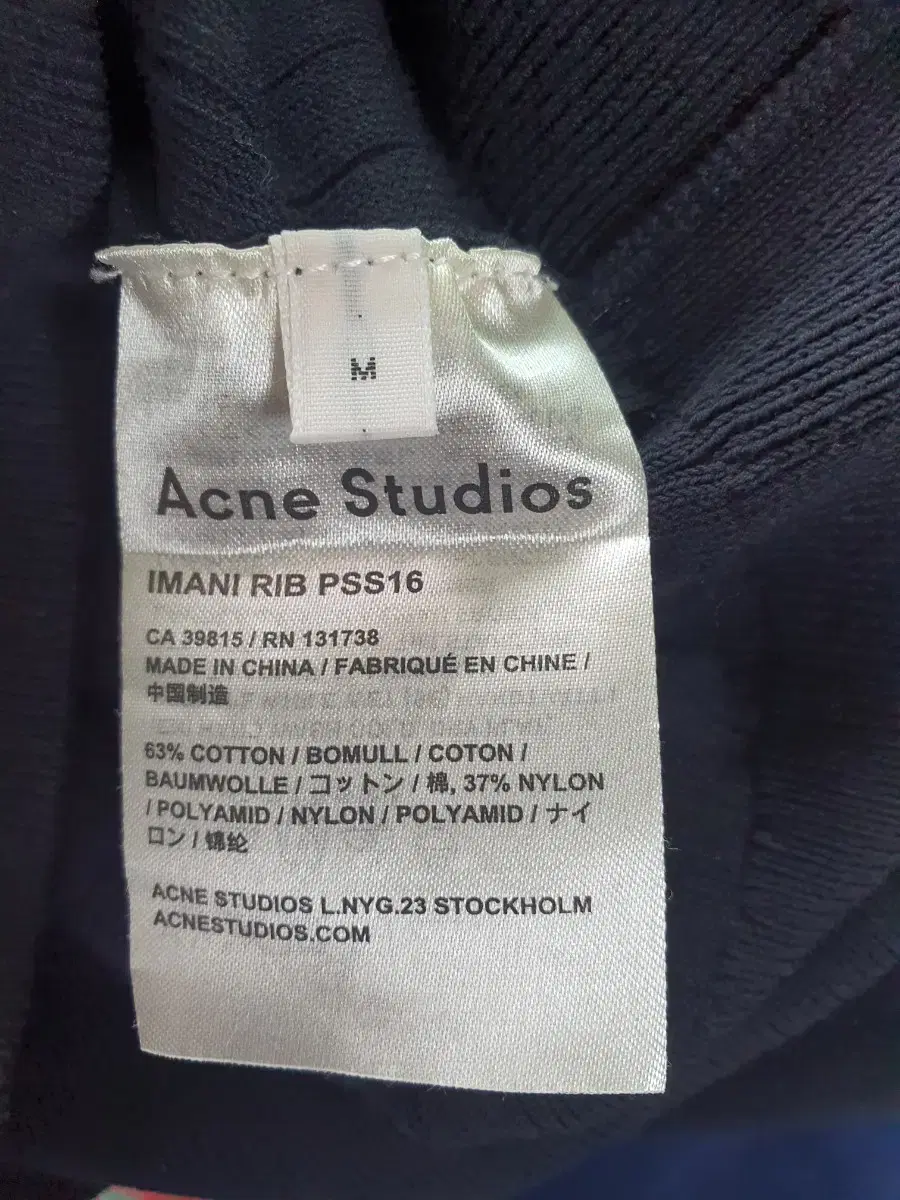 M
Acne Studios
IMANI RIB PSS16
CA 39815 / RN 131738
MADE IN CHINA / FABRIQUÉ EN CHINE /
中国制造
63% COTTON / BOMULL / COTON /
BAUMWOLLE / コットン / 棉, 37% NYLON
/ POLYAMID / NYLON / POLYAMID / ナイ
ロン / 锦纶
ACNE STUDIOS L.NYG.23 STOCKHOLM
ACNESTUDIOS.COM